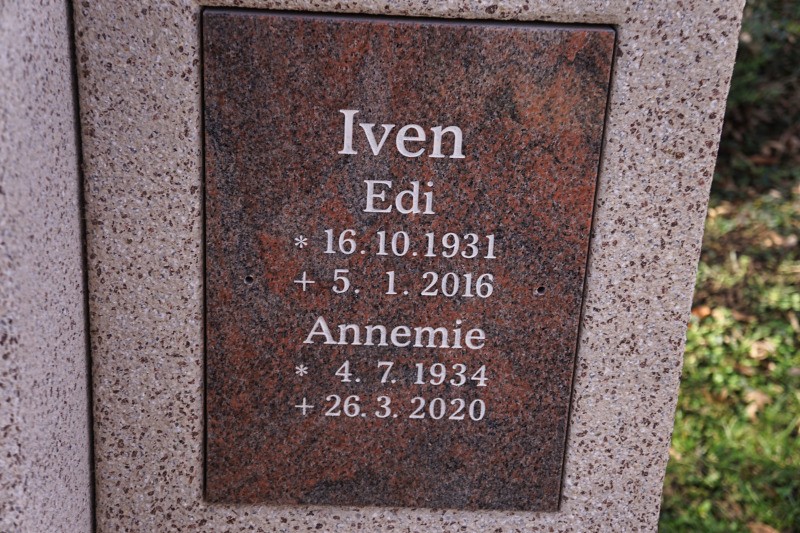 Iven
Edi
* 16.10.1931
+ 5. 1. 2016
Annemie
* 4. 7. 1934
+ 26.3. 2020